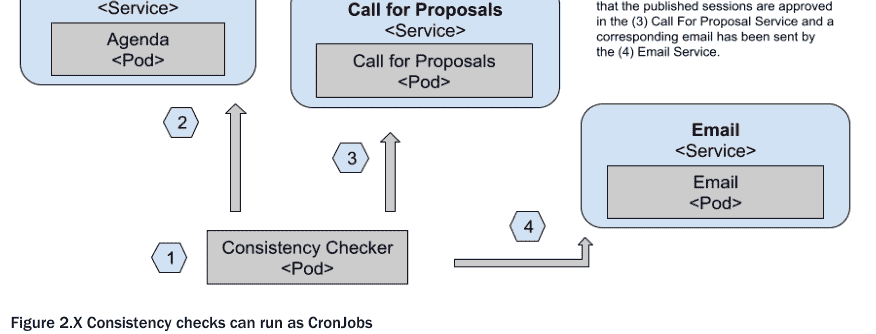 <Service>
Agenda
<Pod>
Call for Proposals
<Service>
Call for Proposals
<Pod>
that the published sessions are approved
in the (3) Call For Proposal Service and a
corresponding email has been sent by
the (4) Email Service.
2
3
Email
<Service>
Email
<Pod>
4
1
Consistency Checker
<Pod>
Figure 2.X Consistency checks can run as CronJobs